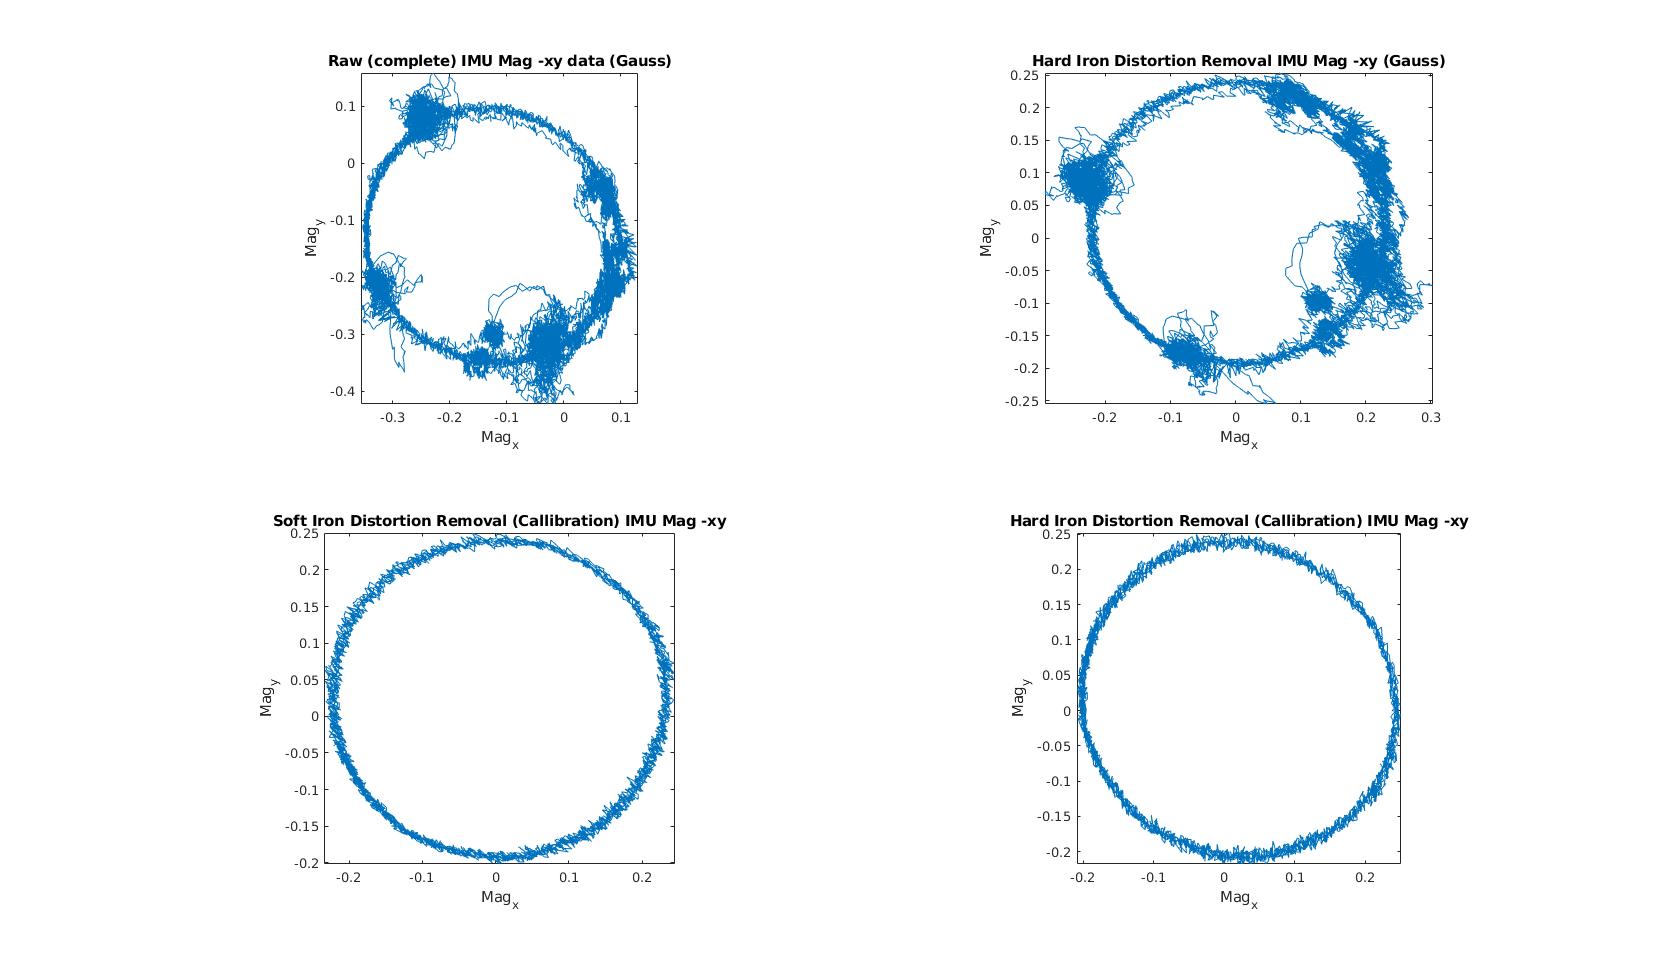 Raw (complete) IMU Mag -xy data (Gauss)
0.1
0
-0.1
-0.2
-0.3
-0.4
Mag_y
-0.3 -0.2 -0.1 0 0.1
Mag_x
Hard Iron Distortion Removal IMU Mag -xy (Gauss)
0.25
0.2
0.15
0.1
0.05
0
-0.05
-0.1
-0.15
-0.2
-0.25
Mag_y
-0.2 -0.1 0 0.1 0.2 0.3
Mag_x
Soft Iron Distortion Removal (Callibration) IMU Mag -xy
0.25
0.2
0.15
0.1
0.05
0
-0.05
-0.1
-0.15
-0.2
Mag_y
-0.2 -0.1 0 0.1 0.2
Mag_x
Hard Iron Distortion Removal (Callibration) IMU Mag -xy
0.25
0.2
0.15
0.1
0.05
0
-0.05
-0.1
-0.15
-0.2
Mag_y
-0.2 -0.1 0 0.1 0.2
Mag_x